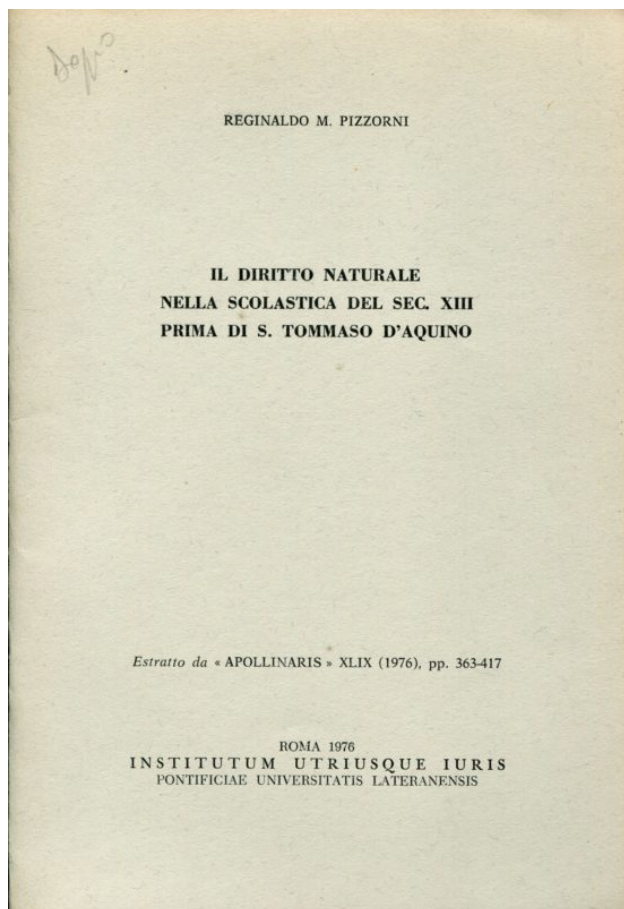 REGINALDO M. PIZZORNI
IL DIRITTO NATURALE
NELLA SCOLASTICA DEL SEC. XIII
PRIMA DI S. TOMMASO D'AQUINO
Estratto da « APOLLINARIS » XLIX (1976), pp. 363-417
ROMA 1976
INSTITUTUM UTRIUSQUE IURIS
PONTIFICIAE UNIVERSITATIS LATERANENSIS